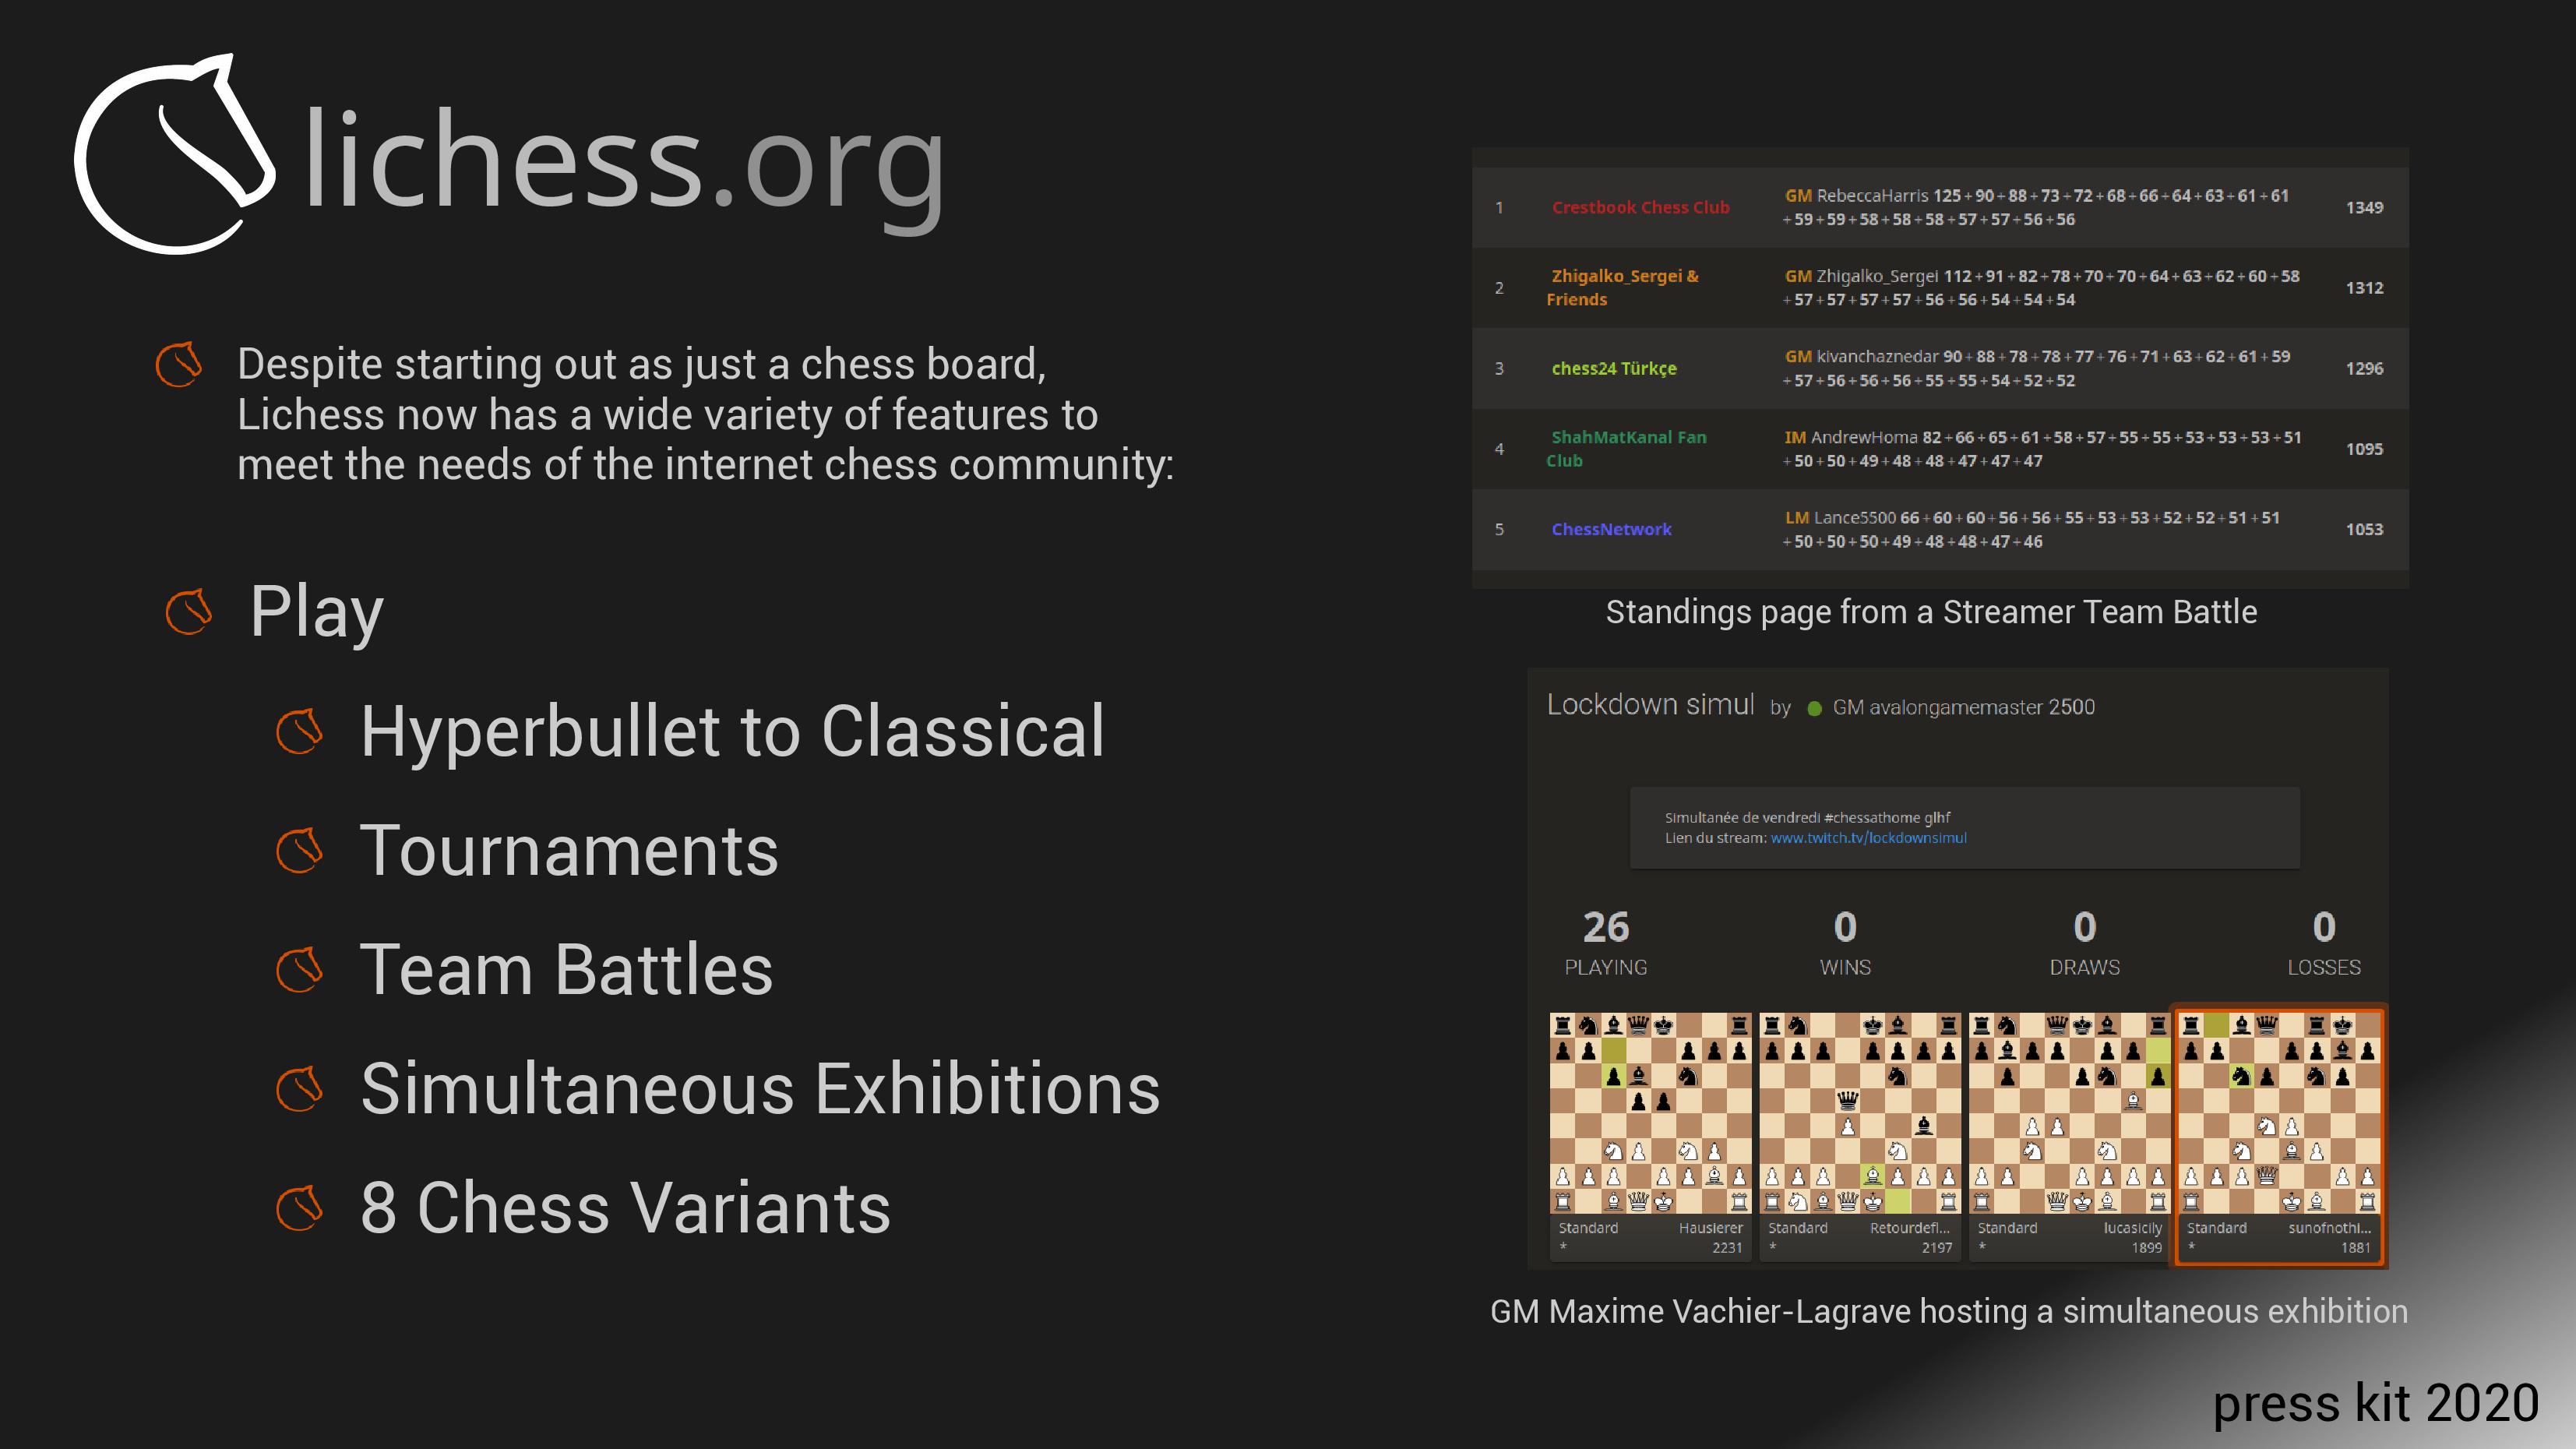 lichess.org
Despite starting out as just a chess board,
Lichess now has a wide variety of features to
meet the needs of the internet chess community:
Play
Hyperbullet to Classical
Tournaments
Team Battles
Simultaneous Exhibitions
8 Chess Variants
1 Crestbook Chess Club GM RebeccaHarris 125+90+88+73+72+68+66+64+63+61+61 1349
+59+59+58+58+58+57+57+56+56
2 Zhigalko_Sergei & Friends GM Zhigalko_Sergei 112+91+82+78+70+70+64+63+62+60+58 1312
+57+57+57+57+56+56+54+54+54
3 chess24 Türkçe GM kivanchaznedar 90+88+78+78+77+76+71+63+62+61+59 1296
+57+56+56+56+55+55+54+52+52
4 ShahMatKanal Fan Club IM AndrewHoma 82+66+65+61+58+57+55+55+53+53+53+51 1095
+50+50+49+48+48+47+47+47
5 ChessNetwork LM Lance5500 66+60+60+56+56+55+53+53+52+52+51+51 1053
+50+50+50+49+48+48+47+46
Standings page from a Streamer Team Battle
Lockdown simul by GM avalongamemaster 2500
Simultanée de vendredi #chessathome glhf
Lien du stream: www.twitch.tv/lockdownsimul
26 0 0 0
PLAYING WINS DRAWS LOSSES
Standard Hauslerer Standard Retourdefl... Standard lucasicily Standard sunofnothi...
* 2231 * 2197 * 1899 * 1881
GM Maxime Vachier-Lagrave hosting a simultaneous exhibition
press kit 2020